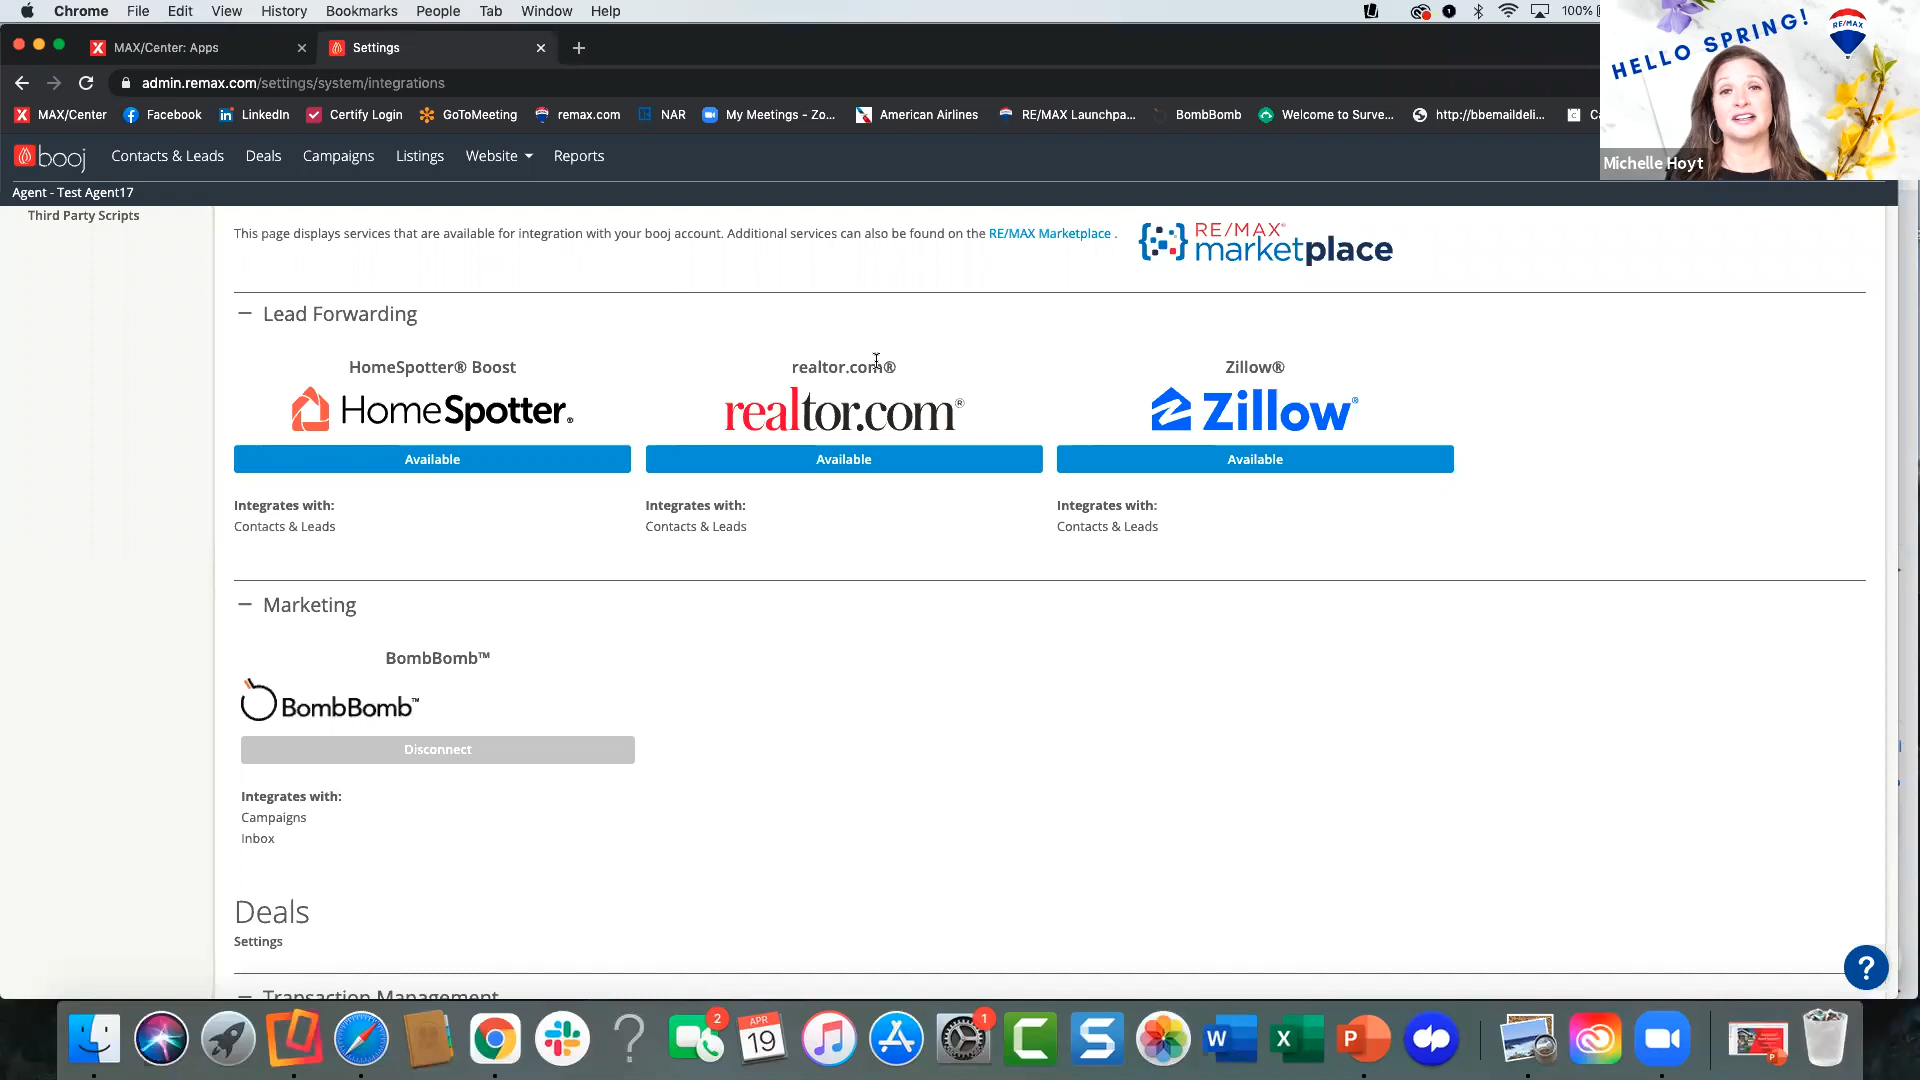 Chrome File Edit View History Bookmarks People Tab Window Help 100%
MAX/Center: Apps Settings
admin.remax.com/settings/system/integrations
MAX/Center Facebook LinkedIn Certify Login GoToMeeting remax.com NAR My Meetings - Zo... American Airlines RE/MAX Launchpa... BombBomb Welcome to Surve... http://bbemaildeli...
HELLO SPRING!
RE/MAX
Michelle Hoyt
booj Contacts & Leads Deals Campaigns Listings Website Reports
Agent - Test Agent17
Third Party Scripts
This page displays services that are available for integration with your booj account. Additional services can also be found on the RE/MAX Marketplace .
RE/MAX®
marketplace
Lead Forwarding
HomeSpotter® Boost realtor.com® Zillow®
HomeSpotter® realtor.com® Zillow®
Available Available Available
Integrates with: Integrates with: Integrates with:
Contacts & Leads Contacts & Leads Contacts & Leads
Marketing
BombBomb™
BombBomb™
Disconnect
Integrates with:
Campaigns
Inbox
Deals
Settings
Transaction Management
?
2 APR 19 1